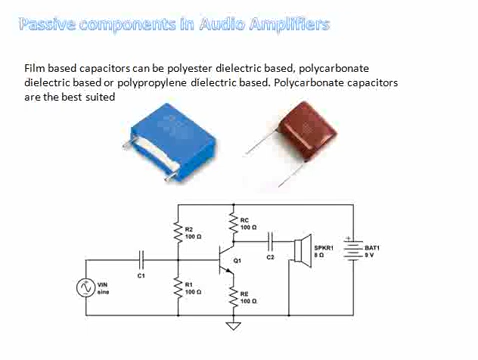 Passive components in Audio Amplifiers
Film based capacitors can be polyester dielectric based, polycarbonate
dielectric based or polypropylene dielectric based. Polycarbonate capacitors
are the best suited
R2
100 Ω
RC
100 Ω
C2
SPKR1
8 Ω
BAT1
9 V
Q1
C1
VIN
sine
R1
100 Ω
RE
100 Ω